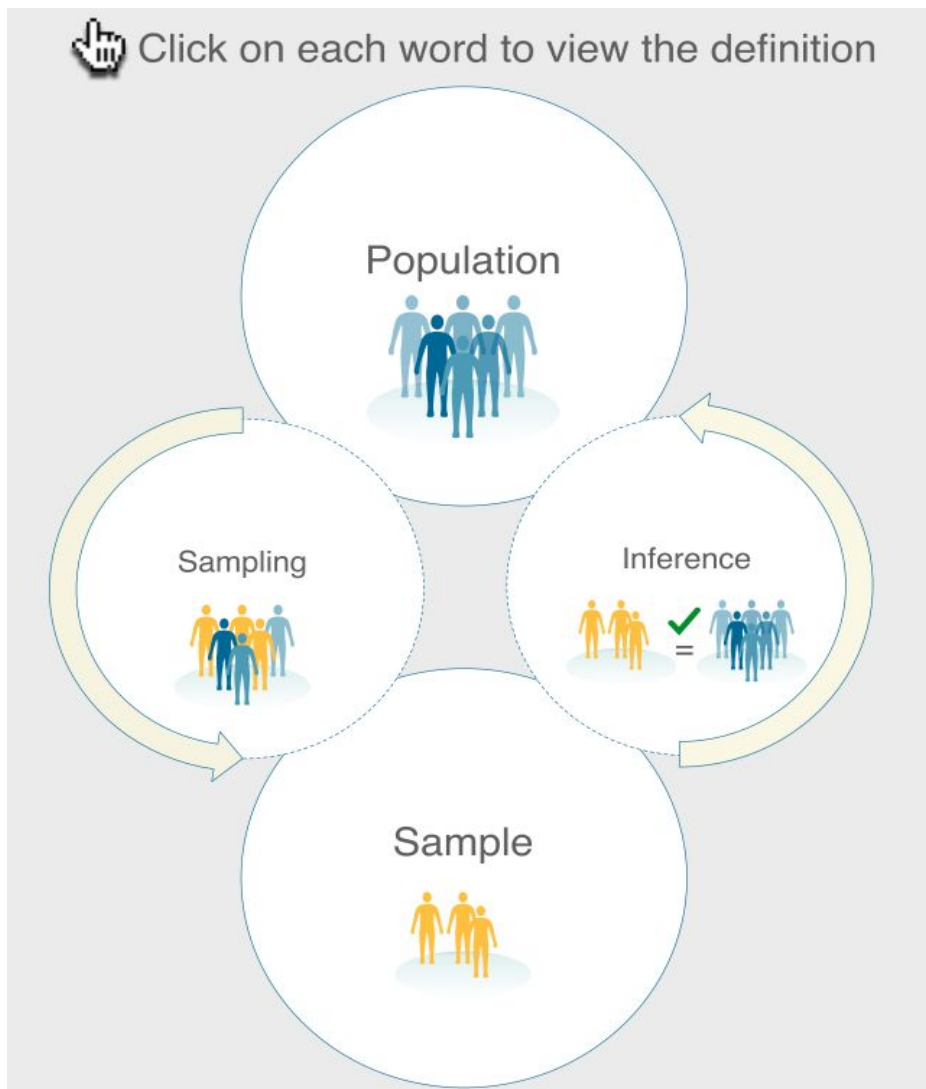 Click on each word to view the definition
Population
Sampling
Inference
=
Sample